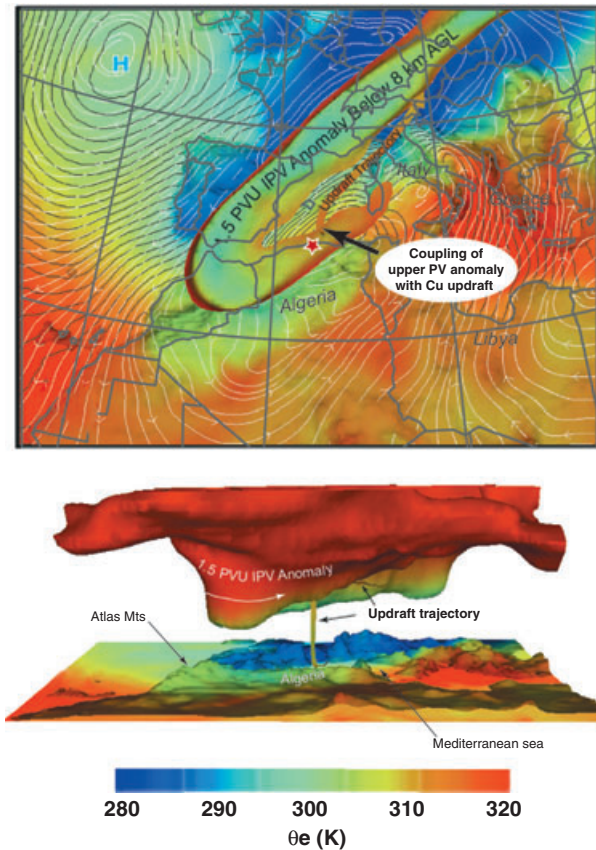 H
1.5 PVU IPV Anomaly Below 8 km AGL
Updraft Trajectory
Italy
Greece
Coupling of
upper PV anomaly
with Cu updraft
Algeria
Libya
1.5 PVU IPV Anomaly
Updraft trajectory
Atlas Mts
Algeria
Mediterranean sea
280 290 300 310 320
θe (K)